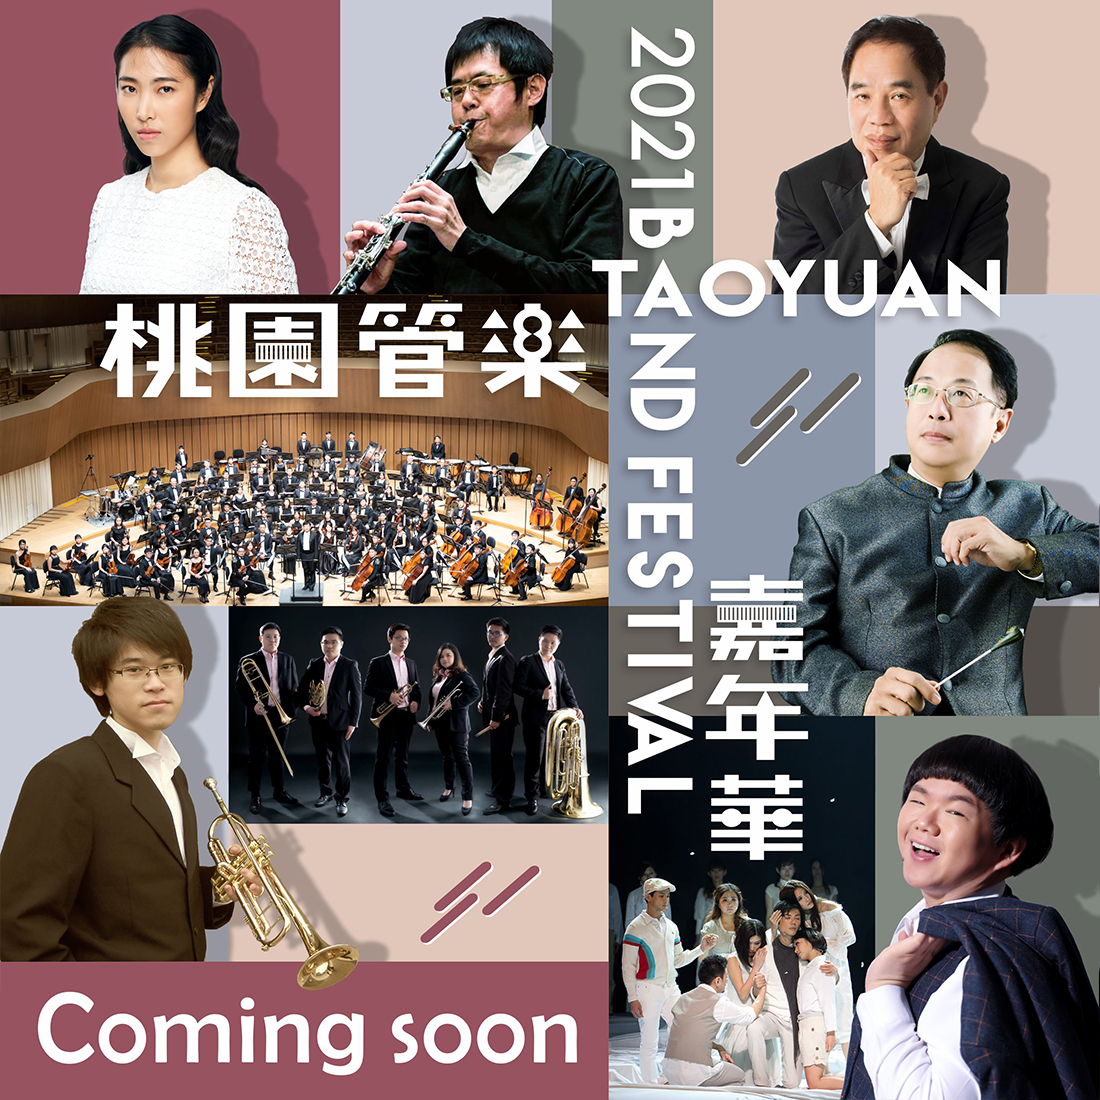 2021 BAND FESTIVAL
TAOYUAN
桃園管樂
嘉年華
Coming soon